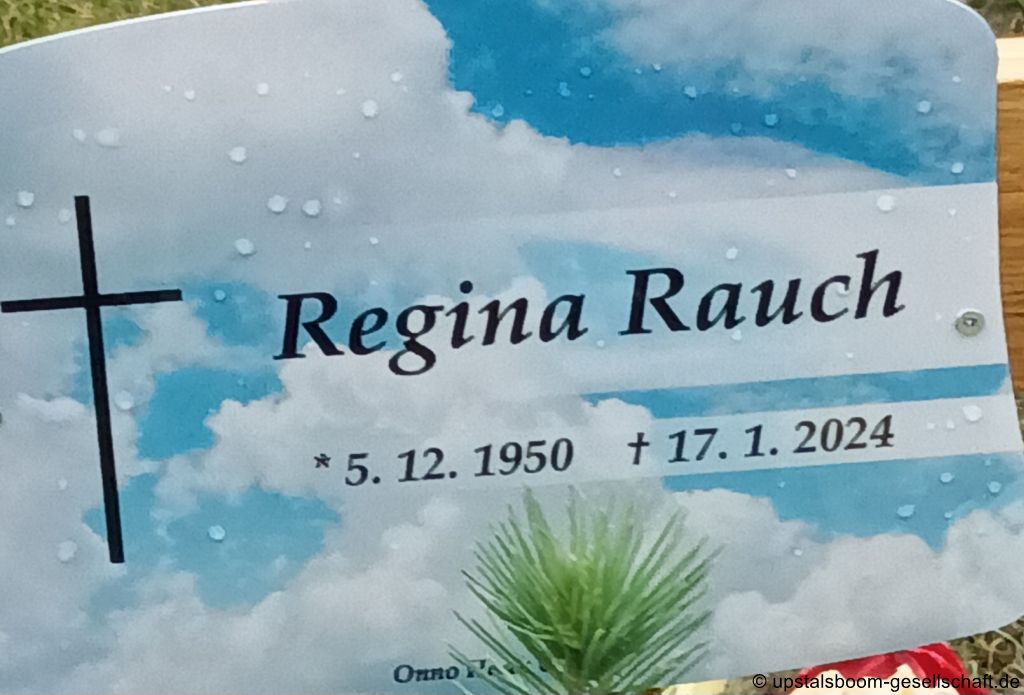 Regina Rauch
* 5. 12. 1950 † 17. 1. 2024
Onno
© upstalsboom-gesellschaft.de